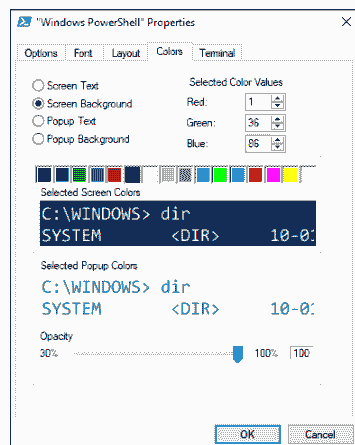 "Windows PowerShell" Properties
Options Font Layout Colors Terminal
Screen Text
Screen Background
Popup Text
Popup Background
Selected Color Values
Red: 1
Green: 36
Blue: 86
Selected Screen Colors
C:\WINDOWS> dir
SYSTEM <DIR> 10-01
Selected Popup Colors
C:\WINDOWS> dir
SYSTEM <DIR> 10-01
Opacity
30% 100% 100
OK Cancel